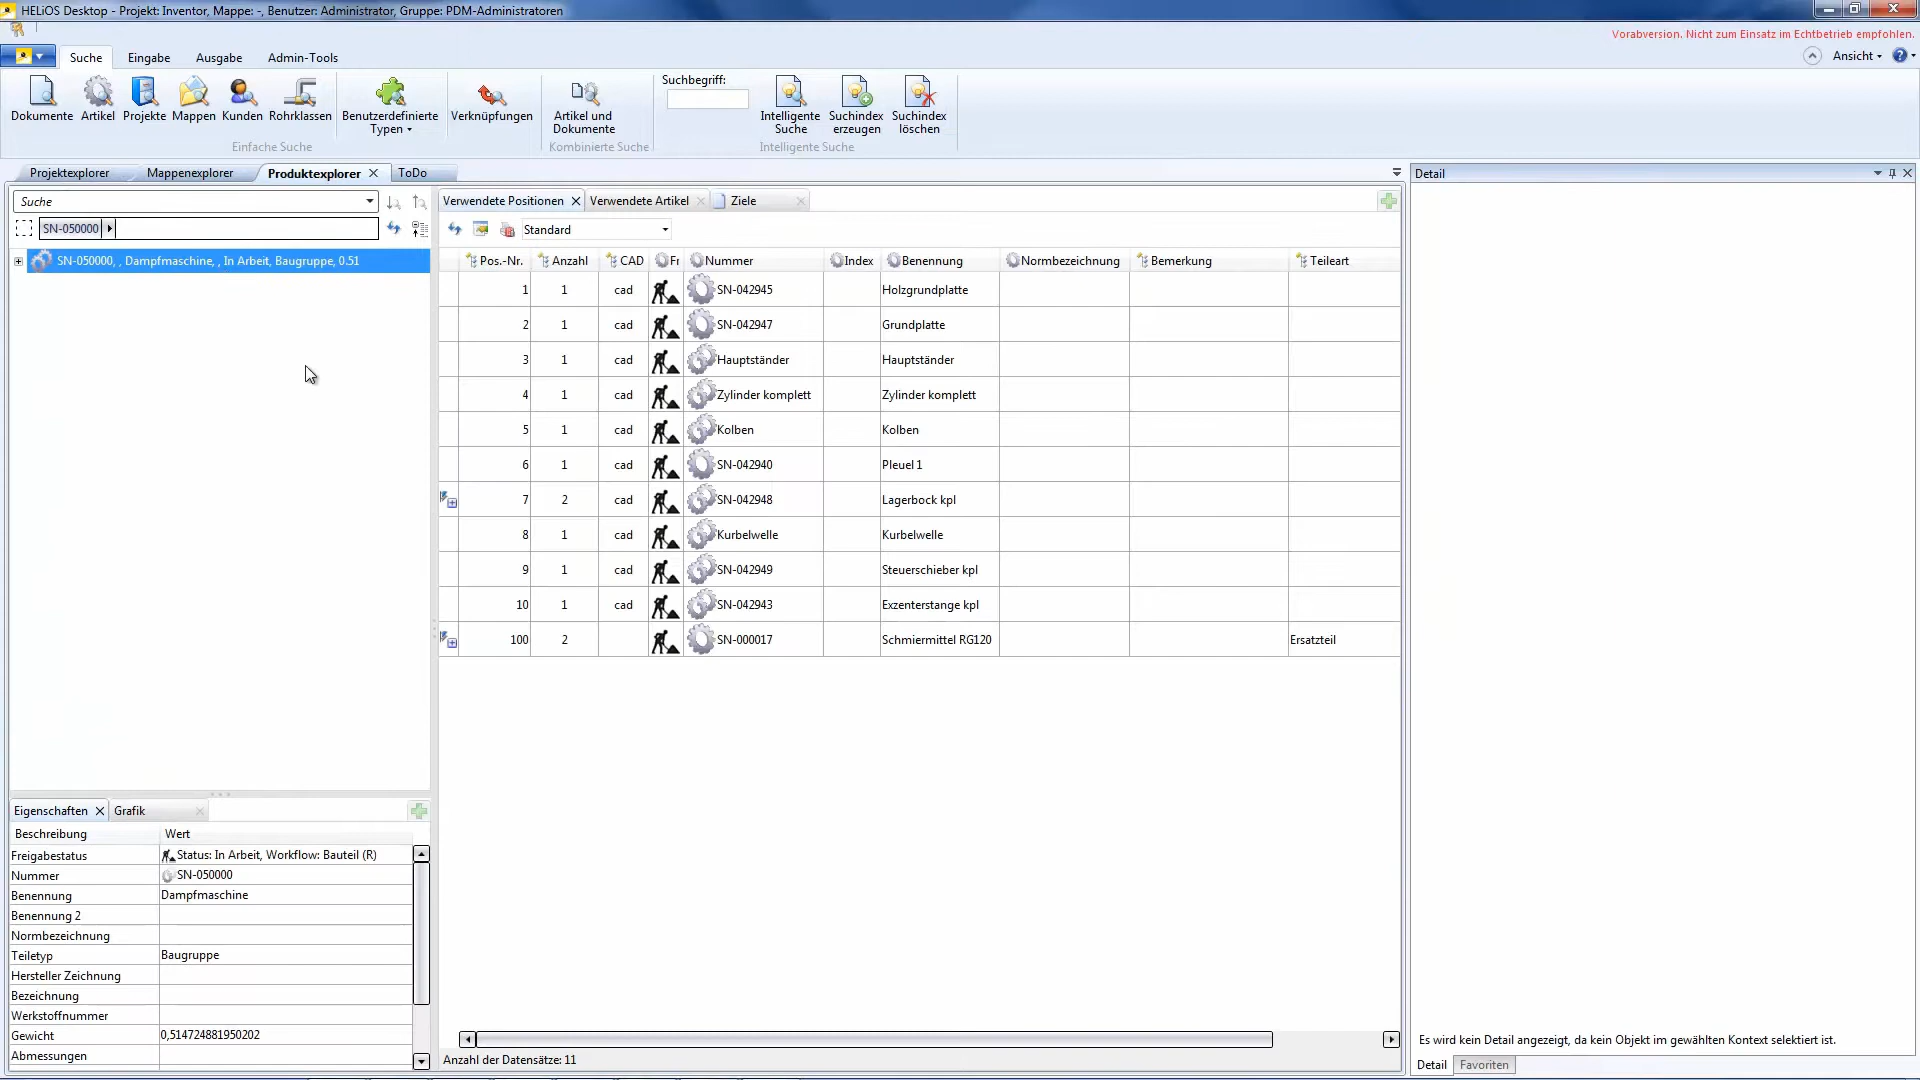 HELiOS Desktop - Projekt: Inventor, Mappe: -, Benutzer: Administrator, Gruppe: PDM-Administratoren
Vorabversion. Nicht zum Einsatz im Echtbetrieb empfohlen.
Suche Eingabe Ausgabe Admin-Tools Ansicht
Suchbegriff:
Dokumente Artikel Projekte Mappen Kunden Rohrklassen Benutzerdefinierte Typen Verknüpfungen Artikel und Dokumente Intelligente Suche Suchindex erzeugen Suchindex löschen
Einfache Suche Kombinierte Suche Intelligente Suche
Projektexplorer Mappenexplorer Produktexplorer ToDo Detail
Suche
SN-050000
SN-050000, , Dampfmaschine, , In Arbeit, Baugruppe, 0.51
Verwendete Positionen Verwendete Artikel Ziele
Standard
Pos.-Nr. Anzahl CAD Fr Nummer Index Benennung Normbezeichnung Bemerkung Teileart
1 1 cad SN-042945 Holzgrundplatte
2 1 cad SN-042947 Grundplatte
3 1 cad Hauptständer Hauptständer
4 1 cad Zylinder komplett Zylinder komplett
5 1 cad Kolben Kolben
6 1 cad SN-042940 Pleuel 1
7 2 cad SN-042948 Lagerbock kpl
8 1 cad Kurbelwelle Kurbelwelle
9 1 cad SN-042949 Steuerschieber kpl
10 1 cad SN-042943 Exzenterstange kpl
100 2 SN-000017 Schmiermittel RG120 Ersatzteil
Anzahl der Datensätze: 11
Eigenschaften Grafik
Beschreibung Wert
Freigabestatus Status: In Arbeit, Workflow: Bauteil (R)
Nummer SN-050000
Benennung Dampfmaschine
Benennung 2
Normbezeichnung
Teiletyp Baugruppe
Hersteller Zeichnung
Bezeichnung
Werkstoffnummer
Gewicht 0,514724881950202
Abmessungen
Es wird kein Detail angezeigt, da kein Objekt im gewählten Kontext selektiert ist.
Detail Favoriten